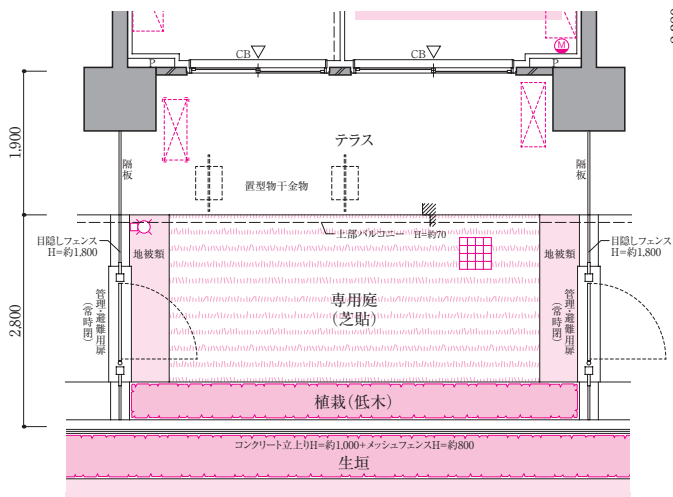 M
P
CB
CB
P
1,900
テラス
隔板
隔板
置型物干金物
上部バルコニー H=約70
目隠しフェンス
H=約1,800
目隠しフェンス
H=約1,800
地被類
地被類
2,800
管理・避難用扉
(常時閉)
管理・避難用扉
(常時閉)
専用庭
(芝貼)
植栽(低木)
コンクリート立上りH=約1,000+メッシュフェンスH=約800
生垣